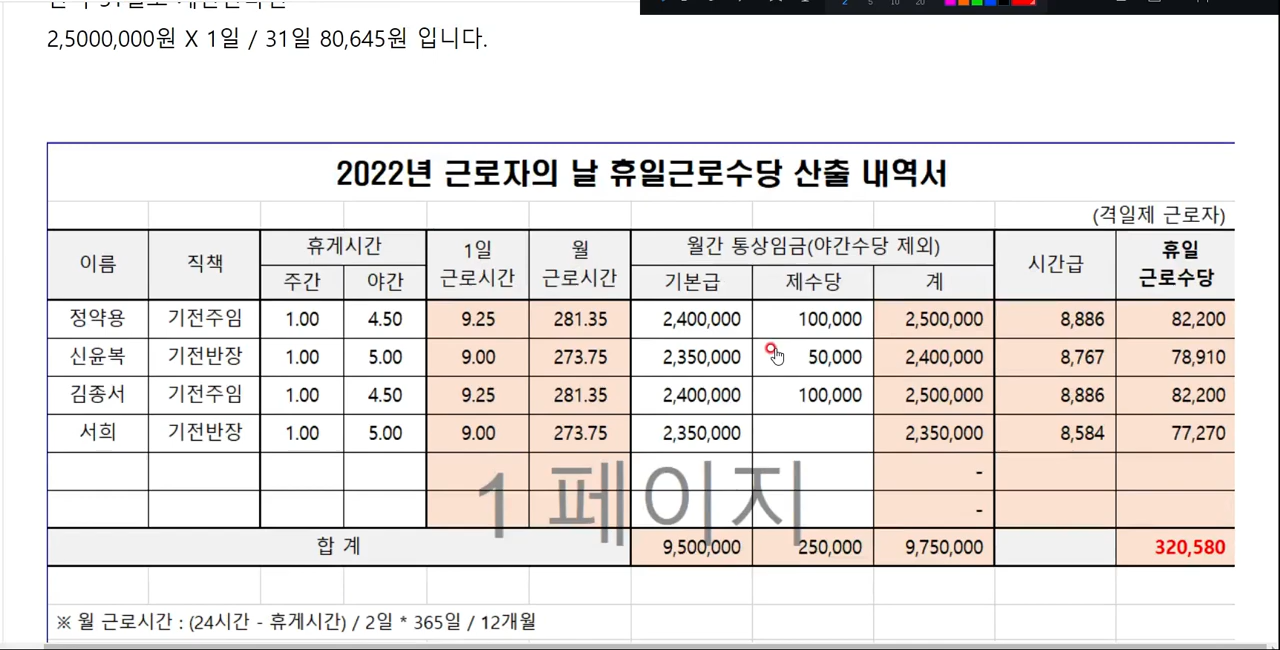 2,5000,000원 X 1일 / 31일 80,645원 입니다.
2022년 근로자의 날 휴일근로수당 산출 내역서
(격일제 근로자)
이름 직책 휴게시간 1일 근로시간 월 근로시간 월간 통상임금(야간수당 제외) 시간급 휴일 근로수당
주간 야간 기본급 제수당 계
정약용 기전주임 1.00 4.50 9.25 281.35 2,400,000 100,000 2,500,000 8,886 82,200
신윤복 기전반장 1.00 5.00 9.00 273.75 2,350,000 50,000 2,400,000 8,767 78,910
김종서 기전주임 1.00 4.50 9.25 281.35 2,400,000 100,000 2,500,000 8,886 82,200
서희 기전반장 1.00 5.00 9.00 273.75 2,350,000 2,350,000 8,584 77,270
-
-
1 페이지
합 계 9,500,000 250,000 9,750,000 320,580
※ 월 근로시간 : (24시간 - 휴게시간) / 2일 * 365일 / 12개월